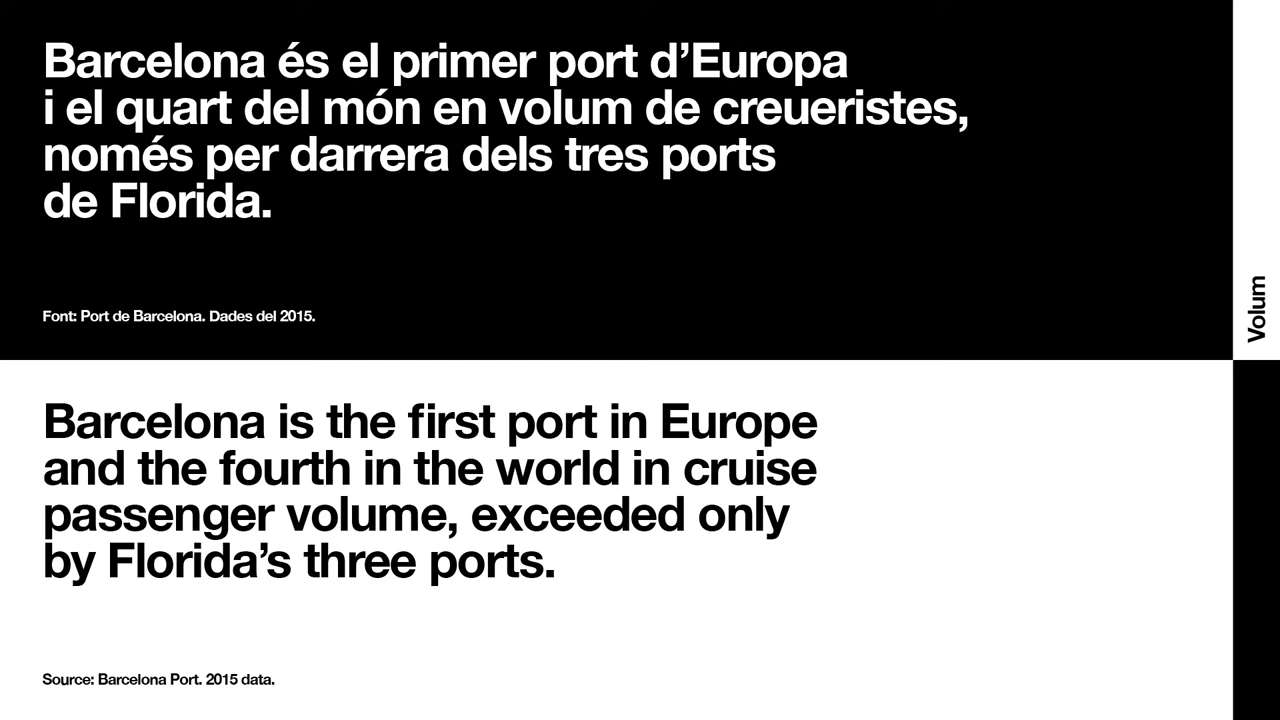 Barcelona és el primer port d’Europa
i el quart del món en volum de creueristes,
només per darrera dels tres ports
de Florida.
Font: Port de Barcelona. Dades del 2015.
Volum
Barcelona is the first port in Europe
and the fourth in the world in cruise
passenger volume, exceeded only
by Florida’s three ports.
Source: Barcelona Port. 2015 data.